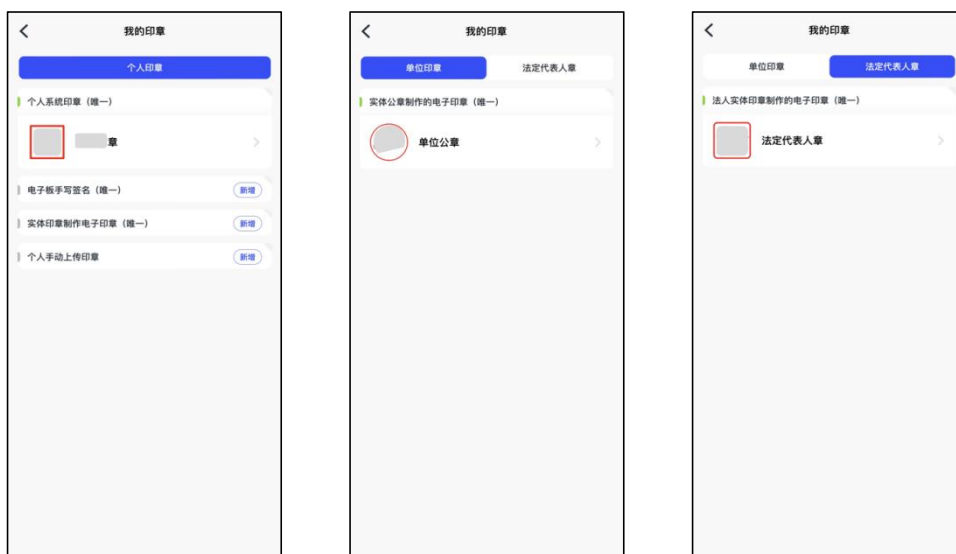 我的印章
个人印章
个人系统印章（唯一）
章
电子板手写签名（唯一）
新增
实体印章制作电子印章（唯一）
新增
个人手动上传印章
新增
我的印章
单位印章
法定代表人章
实体公章制作的电子印章（唯一）
单位公章
我的印章
单位印章
法定代表人章
法人实体印章制作的电子印章（唯一）
法定代表人章